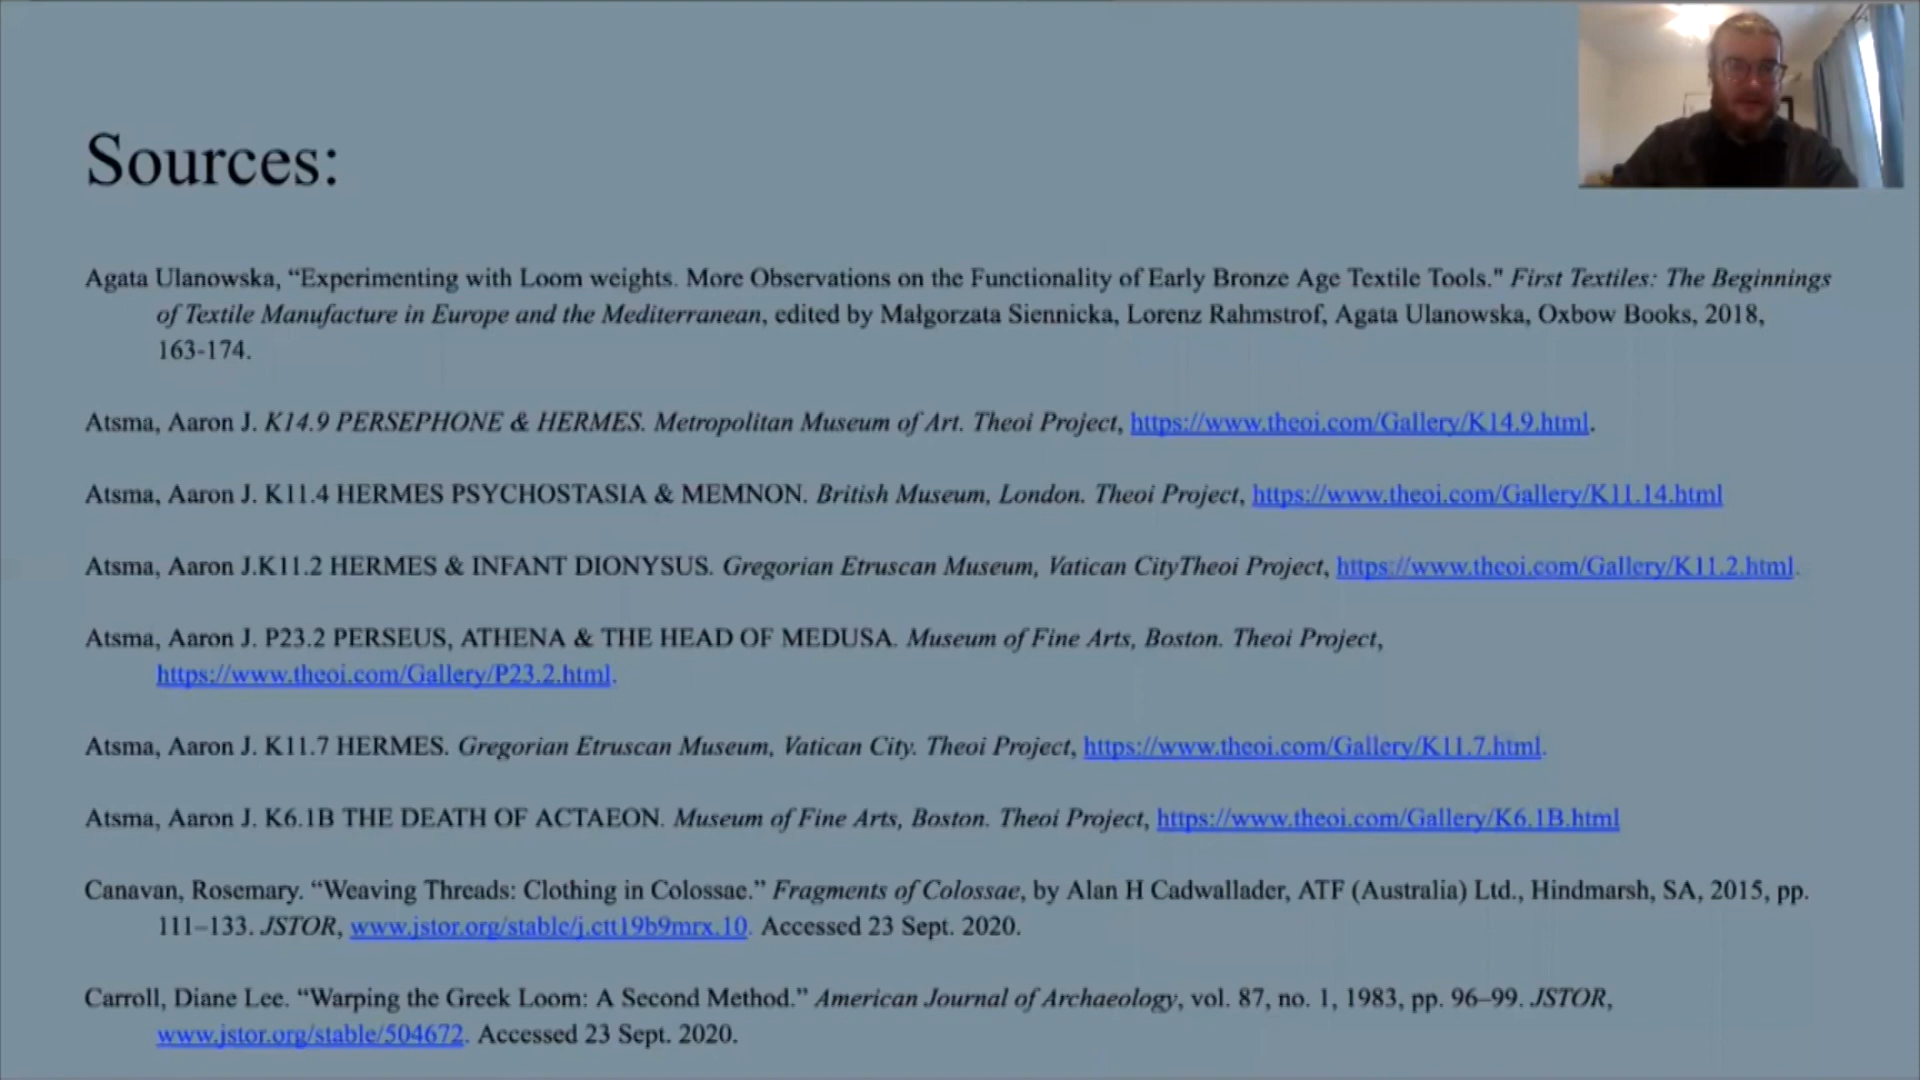 Sources:
Agata Ulanowska, “Experimenting with Loom weights. More Observations on the Functionality of Early Bronze Age Textile Tools." First Textiles: The Beginnings
of Textile Manufacture in Europe and the Mediterranean, edited by Małgorzata Siennicka, Lorenz Rahmstrof, Agata Ulanowska, Oxbow Books, 2018,
163-174.
Atsma, Aaron J. K14.9 PERSEPHONE & HERMES. Metropolitan Museum of Art. Theoi Project, https://www.theoi.com/Gallery/K14.9.html.
Atsma, Aaron J. K11.4 HERMES PSYCHOSTASIA & MEMNON. British Museum, London. Theoi Project, https://www.theoi.com/Gallery/K11.14.html
Atsma, Aaron J.K11.2 HERMES & INFANT DIONYSUS. Gregorian Etruscan Museum, Vatican CityTheoi Project, https://www.theoi.com/Gallery/K11.2.html.
Atsma, Aaron J. P23.2 PERSEUS, ATHENA & THE HEAD OF MEDUSA. Museum of Fine Arts, Boston. Theoi Project,
https://www.theoi.com/Gallery/P23.2.html.
Atsma, Aaron J. K11.7 HERMES. Gregorian Etruscan Museum, Vatican City. Theoi Project, https://www.theoi.com/Gallery/K11.7.html.
Atsma, Aaron J. K6.1B THE DEATH OF ACTAEON. Museum of Fine Arts, Boston. Theoi Project, https://www.theoi.com/Gallery/K6.1B.html
Canavan, Rosemary. “Weaving Threads: Clothing in Colossae.” Fragments of Colossae, by Alan H Cadwallader, ATF (Australia) Ltd., Hindmarsh, SA, 2015, pp.
111–133. JSTOR, www.jstor.org/stable/j.ctt19b9mrx.10. Accessed 23 Sept. 2020.
Carroll, Diane Lee. “Warping the Greek Loom: A Second Method.” American Journal of Archaeology, vol. 87, no. 1, 1983, pp. 96–99. JSTOR,
www.jstor.org/stable/504672. Accessed 23 Sept. 2020.